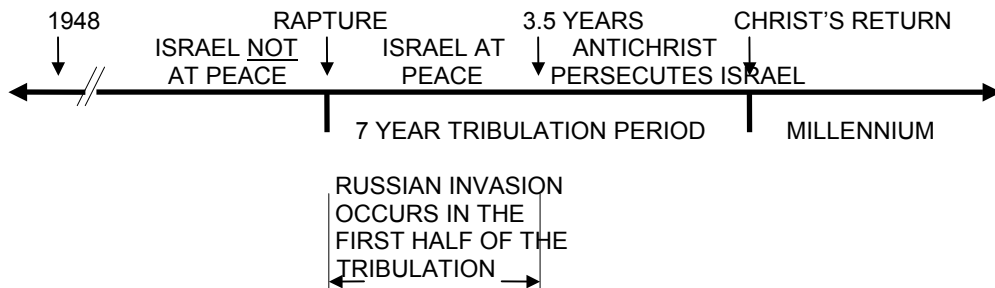 1948 RAPTURE 3.5 YEARS CHRIST'S RETURN
ISRAEL NOT ISRAEL AT ANTICHRIST
AT PEACE PEACE PERSECUTES ISRAEL
7 YEAR TRIBULATION PERIOD MILLENNIUM
RUSSIAN INVASION
OCCURS IN THE
FIRST HALF OF THE
TRIBULATION